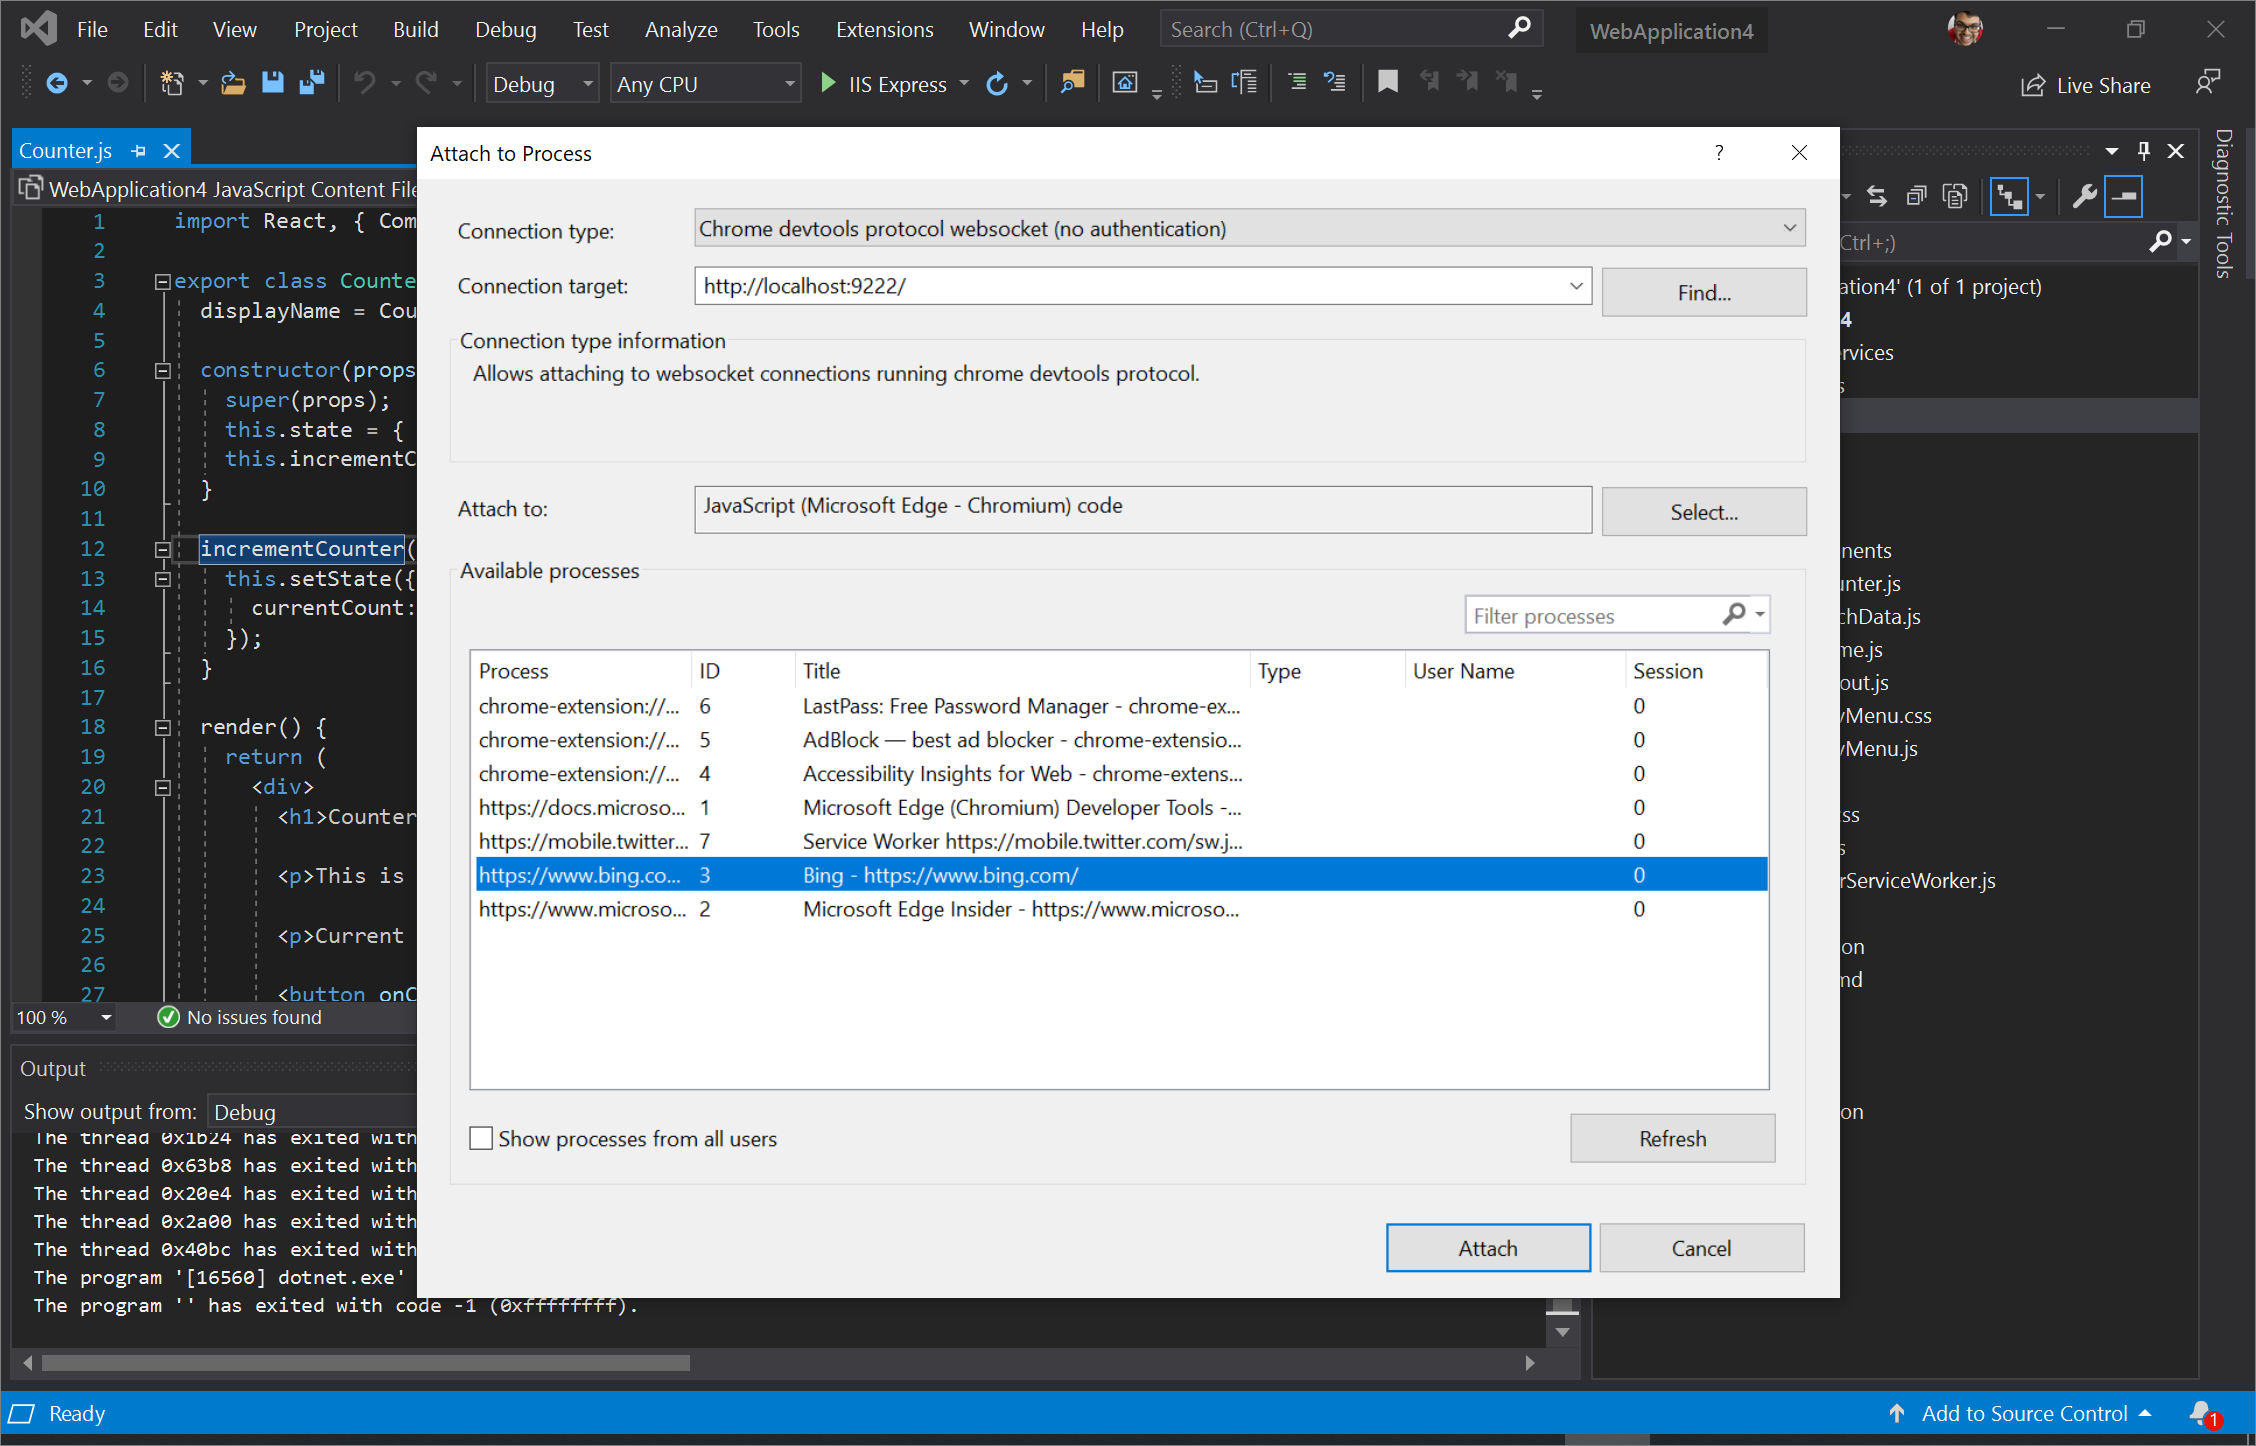 File Edit View Project Build Debug Test Analyze Tools Extensions Window Help Search (Ctrl+Q) WebApplication4
Debug Any CPU IIS Express Live Share
Counter.js
WebApplication4 JavaScript Content File
1 import React, { Com
2
3 export class Counte
4 displayName = Cou
5
6 constructor(props
7 super(props);
8 this.state = {
9 this.incrementC
10 }
11
12 incrementCounter(
13 this.setState({
14 currentCount:
15 });
16 }
17
18 render() {
19 return (
20 <div>
21 <h1>Counter
22
23 <p>This is
24
25 <p>Current
26
27 <button onC
100 % No issues found
Output
Show output from: Debug
The thread 0x1b24 has exited with
The thread 0x63b8 has exited with
The thread 0x20e4 has exited with
The thread 0x2a00 has exited with
The thread 0x40bc has exited with
The program '[16560] dotnet.exe'
The program '' has exited with code -1 (0xffffffff).
Attach to Process ?
Connection type: Chrome devtools protocol websocket (no authentication)
Connection target: http://localhost:9222/ Find...
Connection type information
Allows attaching to websocket connections running chrome devtools protocol.
Attach to: JavaScript (Microsoft Edge - Chromium) code Select...
Available processes
Filter processes
Process ID Title Type User Name Session
chrome-extension://... 6 LastPass: Free Password Manager - chrome-ex... 0
chrome-extension://... 5 AdBlock — best ad blocker - chrome-extensio... 0
chrome-extension://... 4 Accessibility Insights for Web - chrome-extens... 0
https://docs.microso... 1 Microsoft Edge (Chromium) Developer Tools -... 0
https://mobile.twitter... 7 Service Worker https://mobile.twitter.com/sw.j... 0
https://www.bing.co... 3 Bing - https://www.bing.com/ 0
https://www.microso... 2 Microsoft Edge Insider - https://www.microso... 0
Show processes from all users Refresh
Attach Cancel
Ctrl+;)
ation4' (1 of 1 project)
4
rvices
s
nents
unter.js
chData.js
me.js
out.js
vMenu.css
vMenu.js
ss
s
rServiceWorker.js
on
md
on
Diagnostic Tools
Ready Add to Source Control 1